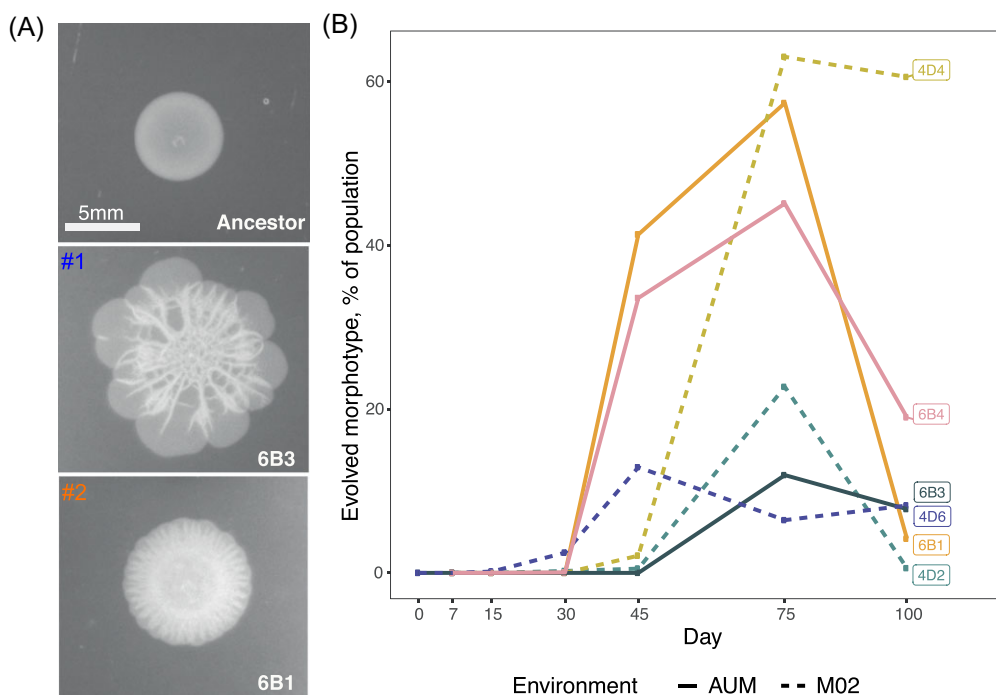 (A)
5mm
Ancestor
#1
6B3
#2
6B1
(B)
Evolved morphotype, % of population
60
40
20
0
4D4
6B4
6B3
4D6
6B1
4D2
0 7 15 30 45 75 100
Day
Environment AUM M02